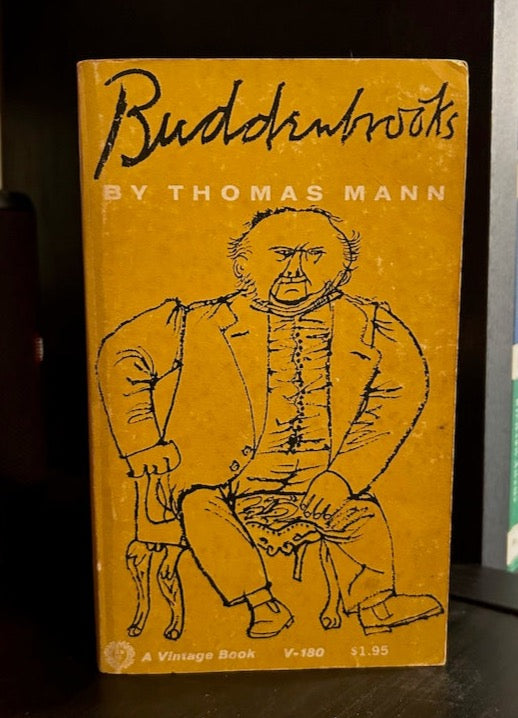 Buddenbrooks
BY THOMAS MANN
A Vintage Book V-180 $1.95